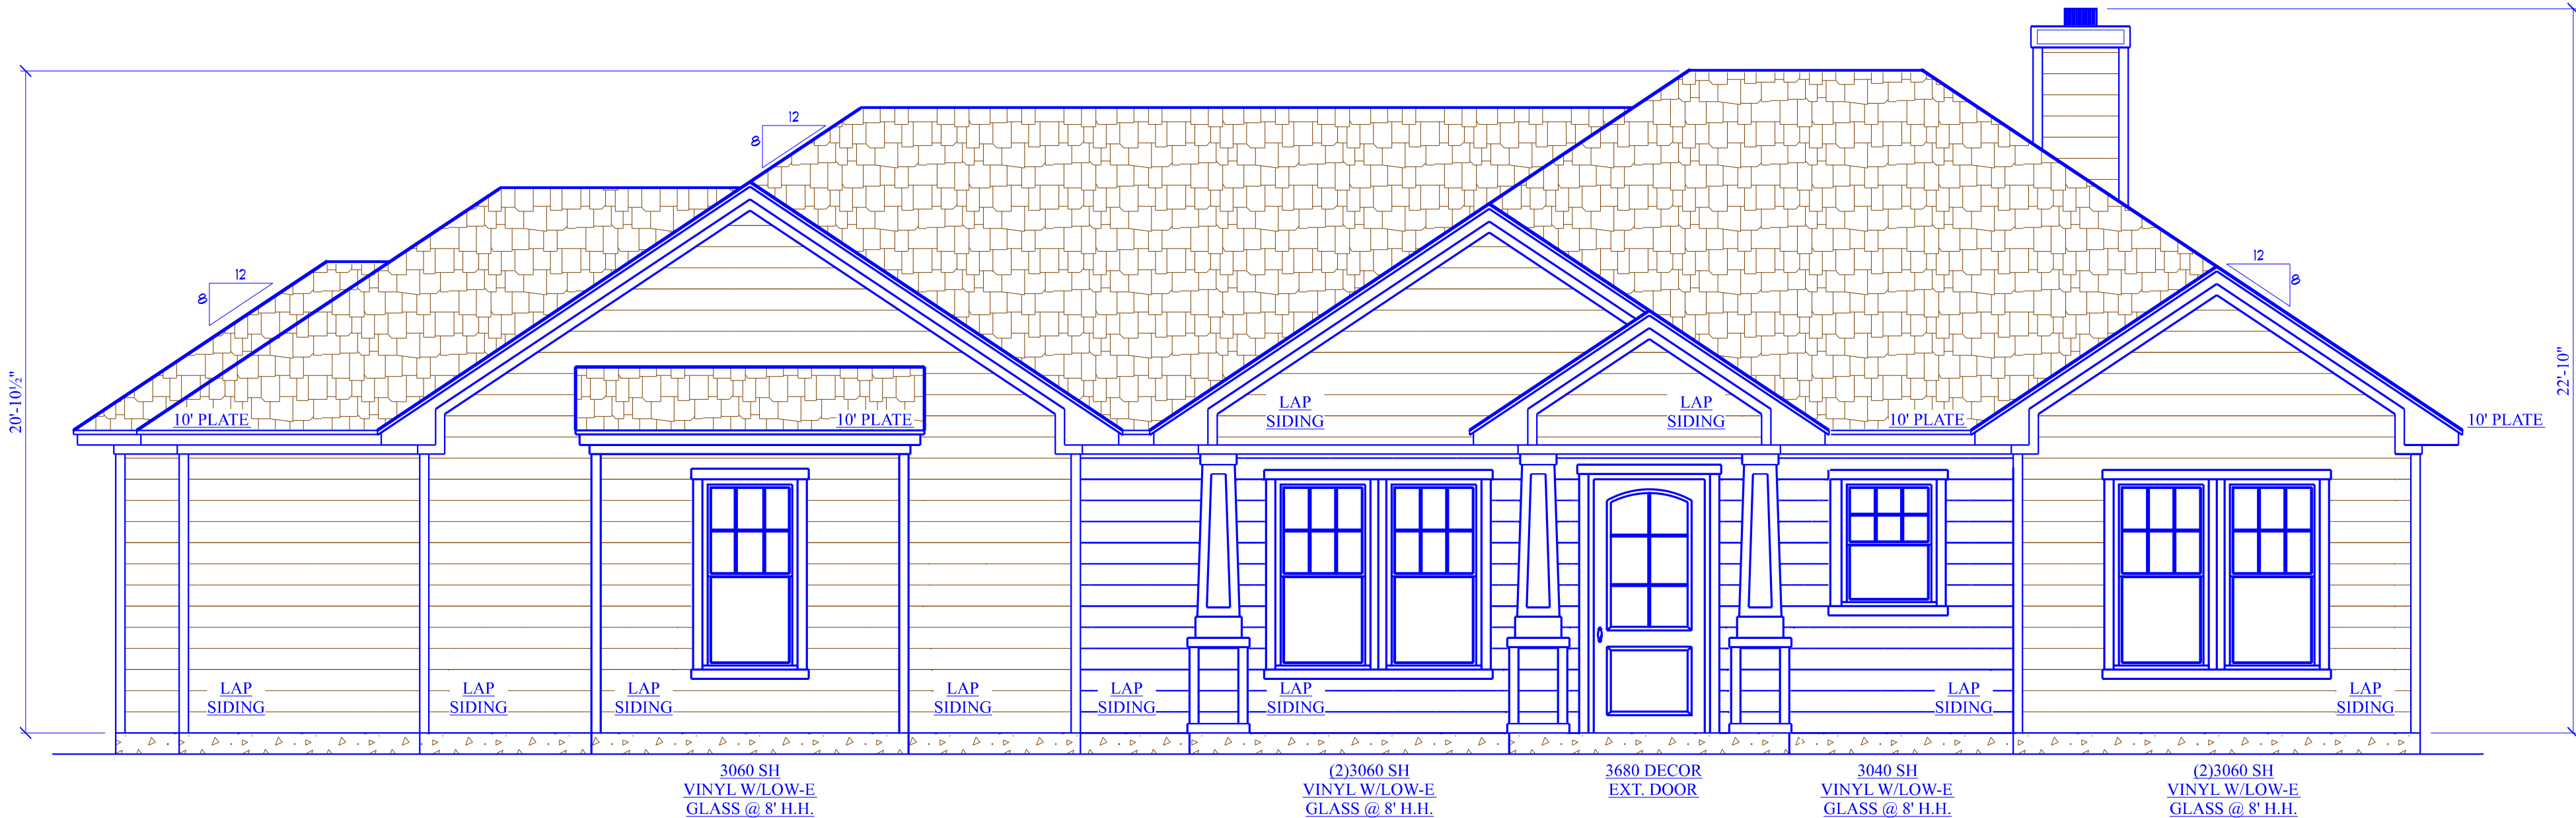 12
8
12
8
12
8
20'-10½"
22'-10"
10' PLATE
10' PLATE
10' PLATE
10' PLATE
LAP
SIDING
LAP
SIDING
LAP
SIDING
LAP
SIDING
LAP
SIDING
LAP
SIDING
LAP
SIDING
LAP
SIDING
LAP
SIDING
LAP
SIDING
3060 SH
VINYL W/LOW-E
GLASS @ 8' H.H.
(2)3060 SH
VINYL W/LOW-E
GLASS @ 8' H.H.
3680 DECOR
EXT. DOOR
3040 SH
VINYL W/LOW-E
GLASS @ 8' H.H.
(2)3060 SH
VINYL W/LOW-E
GLASS @ 8' H.H.